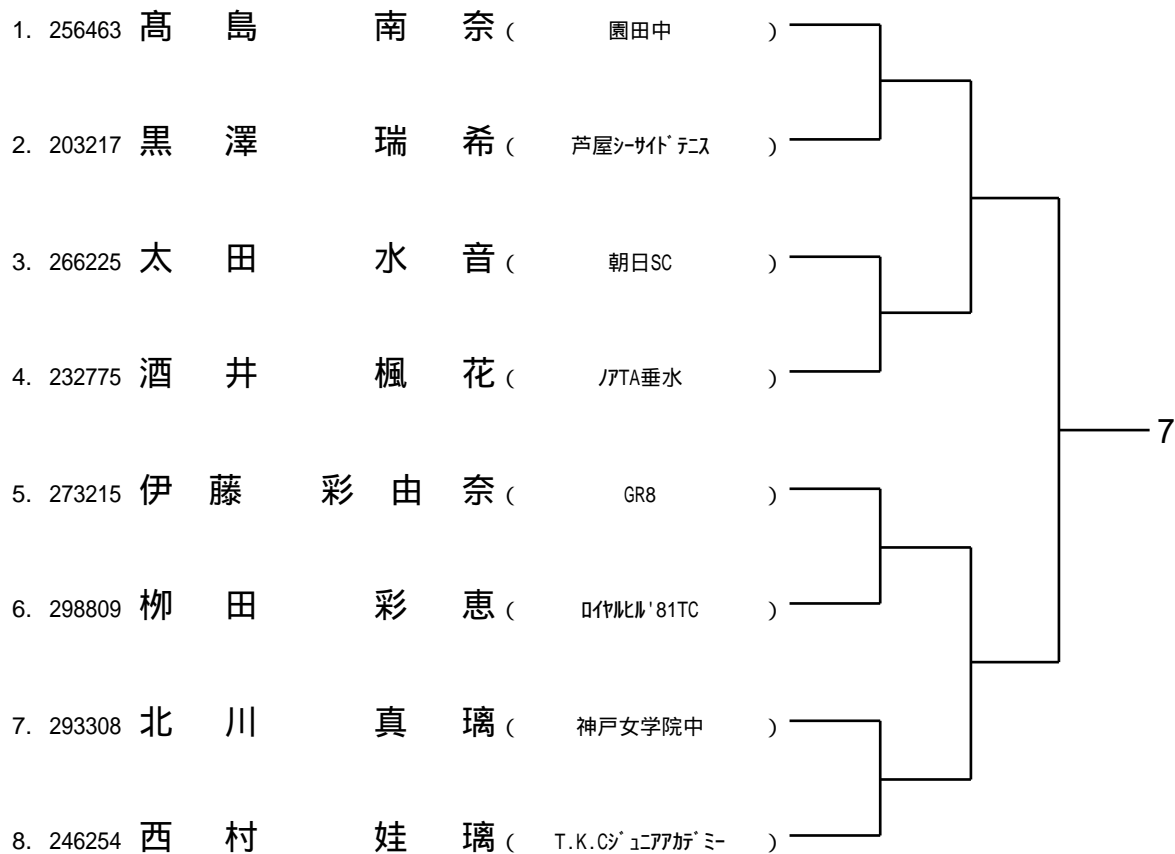 1. 256463 髙島 南奈 ( 園田中 )
2. 203217 黒澤 瑞希 ( 芦屋ｼｰｻｲﾄﾞﾃﾆｽ )
3. 266225 太田 水音 ( 朝日SC )
4. 232775 酒井 楓花 ( ﾉｱTA垂水 )
7
5. 273215 伊藤 彩由奈 ( GR8 )
6. 298809 栁田 彩恵 ( ﾛｲﾔﾙﾋﾙ'81TC )
7. 293308 北川 真璃 ( 神戸女学院中 )
8. 246254 西村 娃璃 ( T.K.Cｼﾞｭﾆｱｱｶﾃﾞﾐｰ )